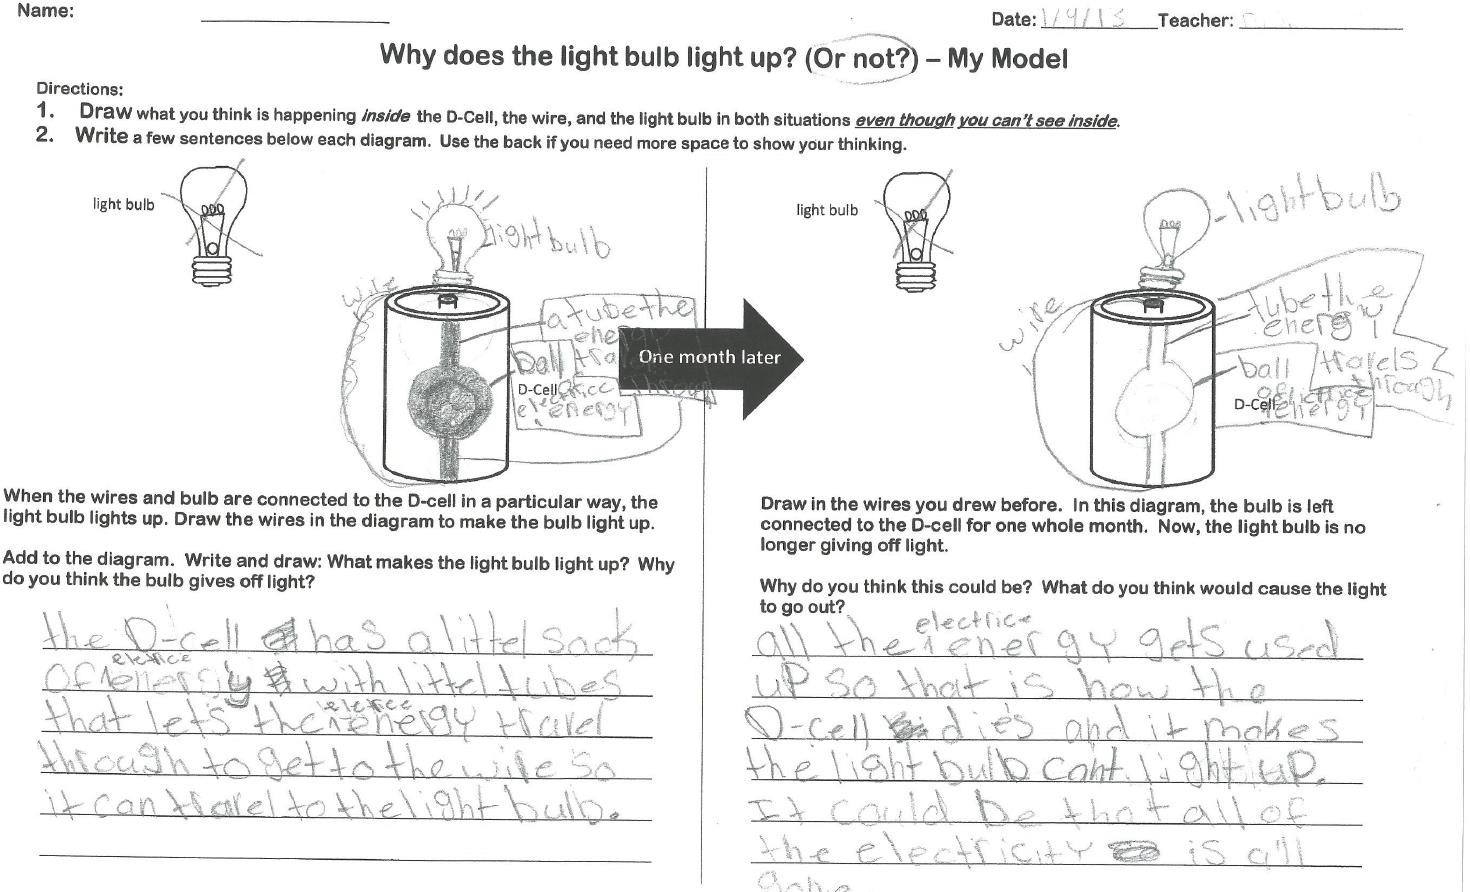 Name:
Date: 1/9/13 Teacher:
Why does the light bulb light up? (Or not?) – My Model
Directions:
1. Draw what you think is happening inside the D-Cell, the wire, and the light bulb in both situations even though you can't see inside.
2. Write a few sentences below each diagram. Use the back if you need more space to show your thinking.
light bulb
lightbulb
wire
a tube the
ball
D-Cell
energy
One month later
light bulb
lightbulb
wire
tube the
energy
ball travels
through
D-Cell
energy
When the wires and bulb are connected to the D-cell in a particular way, the
light bulb lights up. Draw the wires in the diagram to make the bulb light up.
Add to the diagram. Write and draw: What makes the light bulb light up? Why
do you think the bulb gives off light?
the D-cell has a littel sack
eletrice
of energy with littel tubes
eletrcee
that let's the energy travel
through to get to the wire so
it can travel to the light bulb.
Draw in the wires you drew before. In this diagram, the bulb is left
connected to the D-cell for one whole month. Now, the light bulb is no
longer giving off light.
Why do you think this could be? What do you think would cause the light
to go out?
electrice
all the energy gets used
up so that is how the
D-cell dies and it makes
the light bulb cant light up.
It could be that all of
the electricity is all
gone